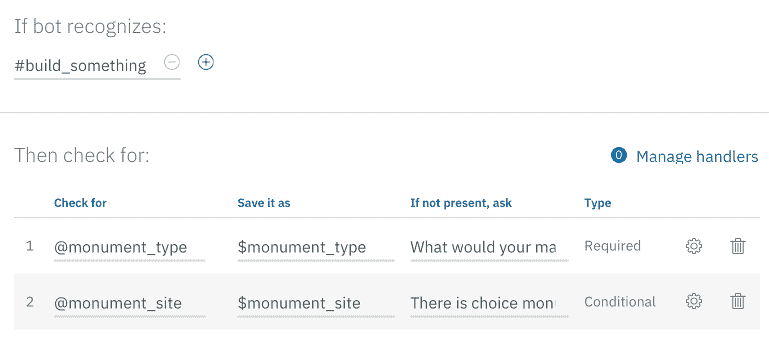 If bot recognizes:
#build_something
Then check for:
0 Manage handlers
Check for Save it as If not present, ask Type
1 @monument_type $monument_type What would your ma Required
2 @monument_site $monument_site There is choice mon Conditional